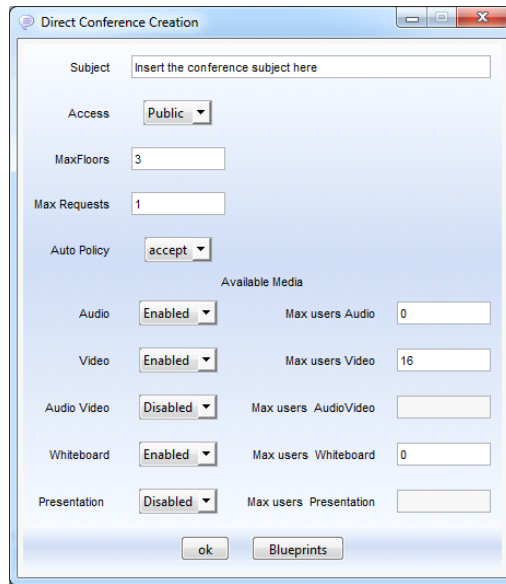 Direct Conference Creation
Subject Insert the conference subject here
Access Public
MaxFloors 3
Max Requests 1
Auto Policy accept
Available Media
Audio Enabled Max users Audio 0
Video Enabled Max users Video 16
Audio Video Disabled Max users AudioVideo
Whiteboard Enabled Max users Whiteboard 0
Presentation Disabled Max users Presentation
ok Blueprints